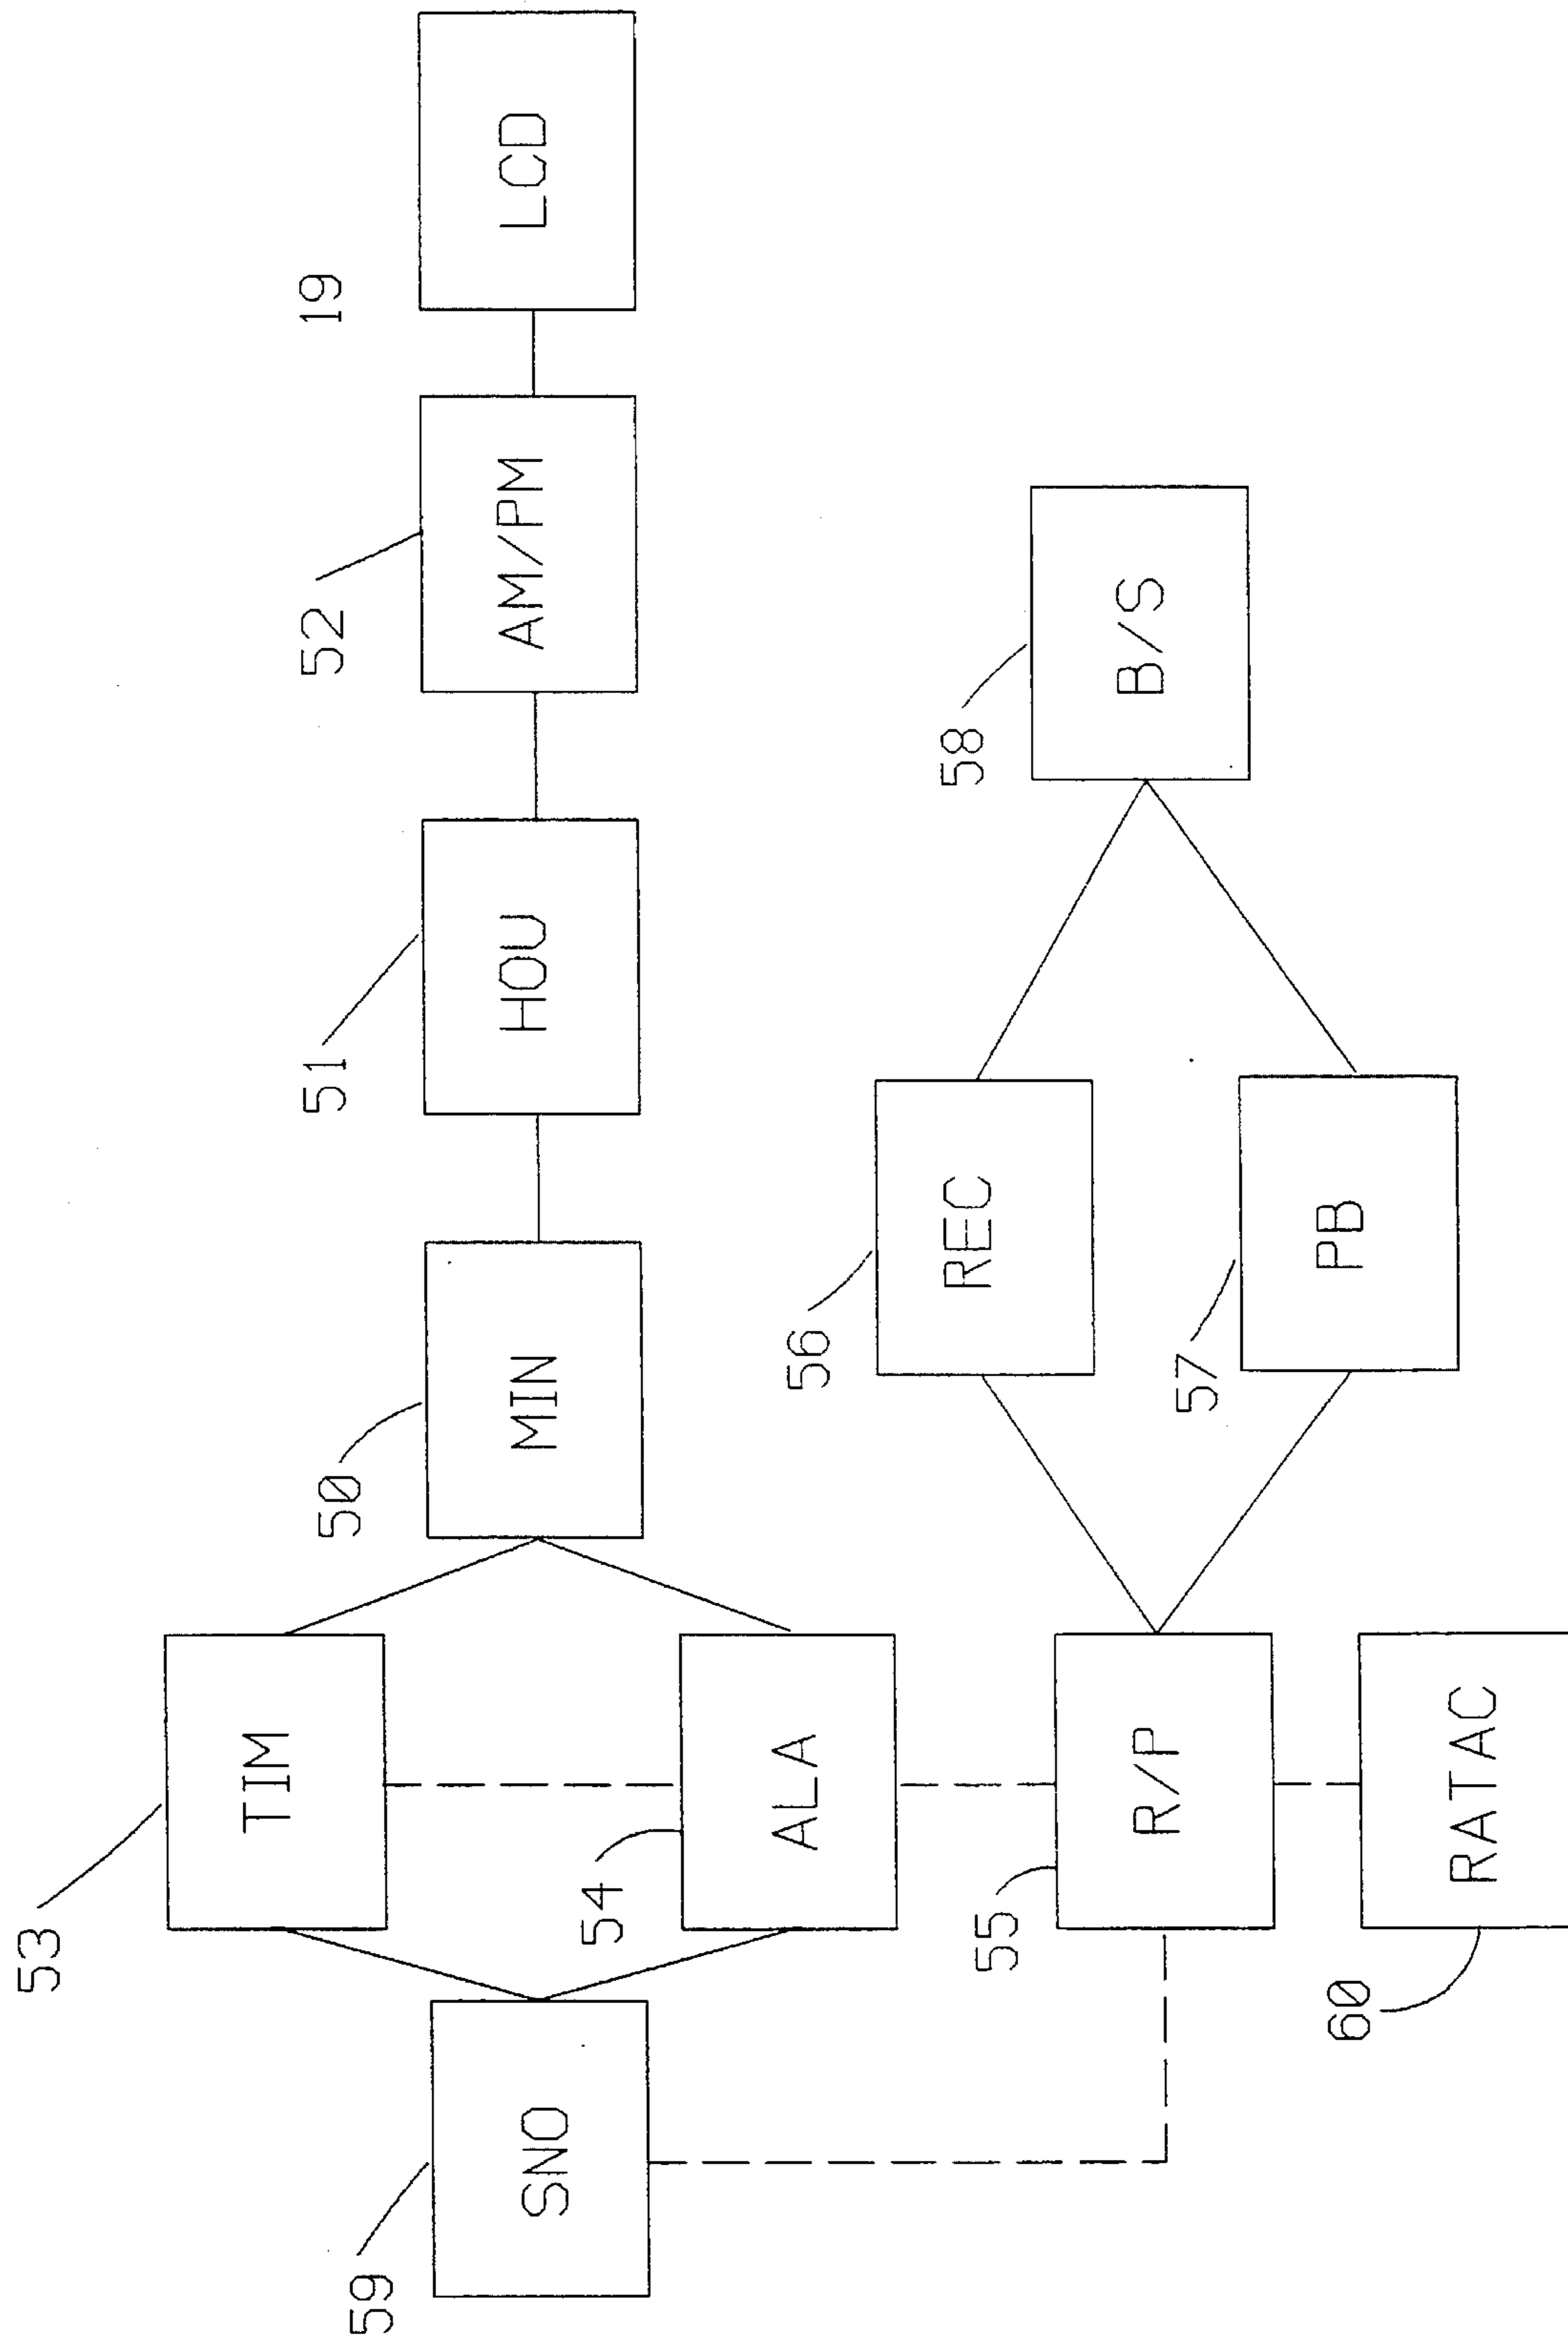 53
TIM
52
AM/PM
19
LCD
51
HOU
50
MIN
59
SNO
54
ALA
58
B/S
56
REC
55
R/P
57
PB
60
RATAC